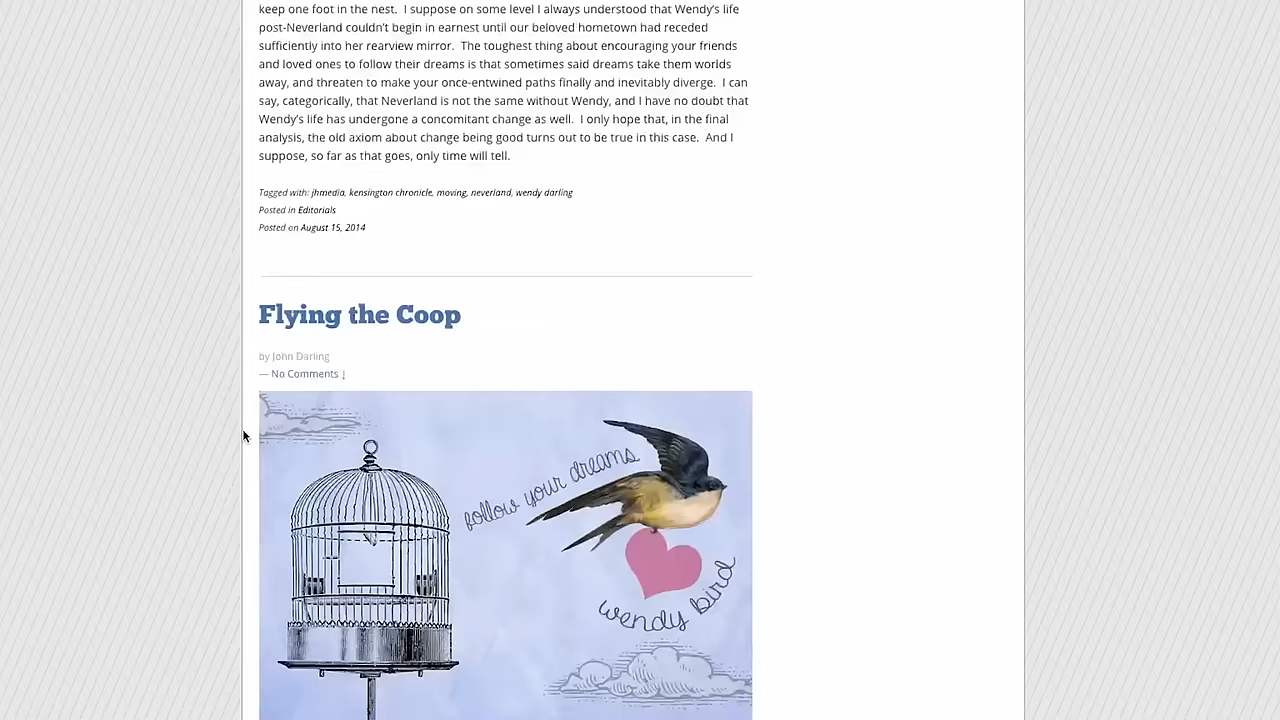 keep one foot in the nest.  I suppose on some level I always understood that Wendy's life
post-Neverland couldn't begin in earnest until our beloved hometown had receded
sufficiently into her rearview mirror.  The toughest thing about encouraging your friends
and loved ones to follow their dreams is that sometimes said dreams take them worlds
away, and threaten to make your once-entwined paths finally and inevitably diverge.  I can
say, categorically, that Neverland is not the same without Wendy, and I have no doubt that
Wendy's life has undergone a concomitant change as well.  I only hope that, in the final
analysis, the old axiom about change being good turns out to be true in this case.  And I
suppose, so far as that goes, only time will tell.
Tagged with: jhmedia, kensington chronicle, moving, neverland, wendy darling
Posted in Editorials
Posted on August 15, 2014
Flying the Coop
by John Darling
— No Comments ↓
follow your dreams
wendy bird